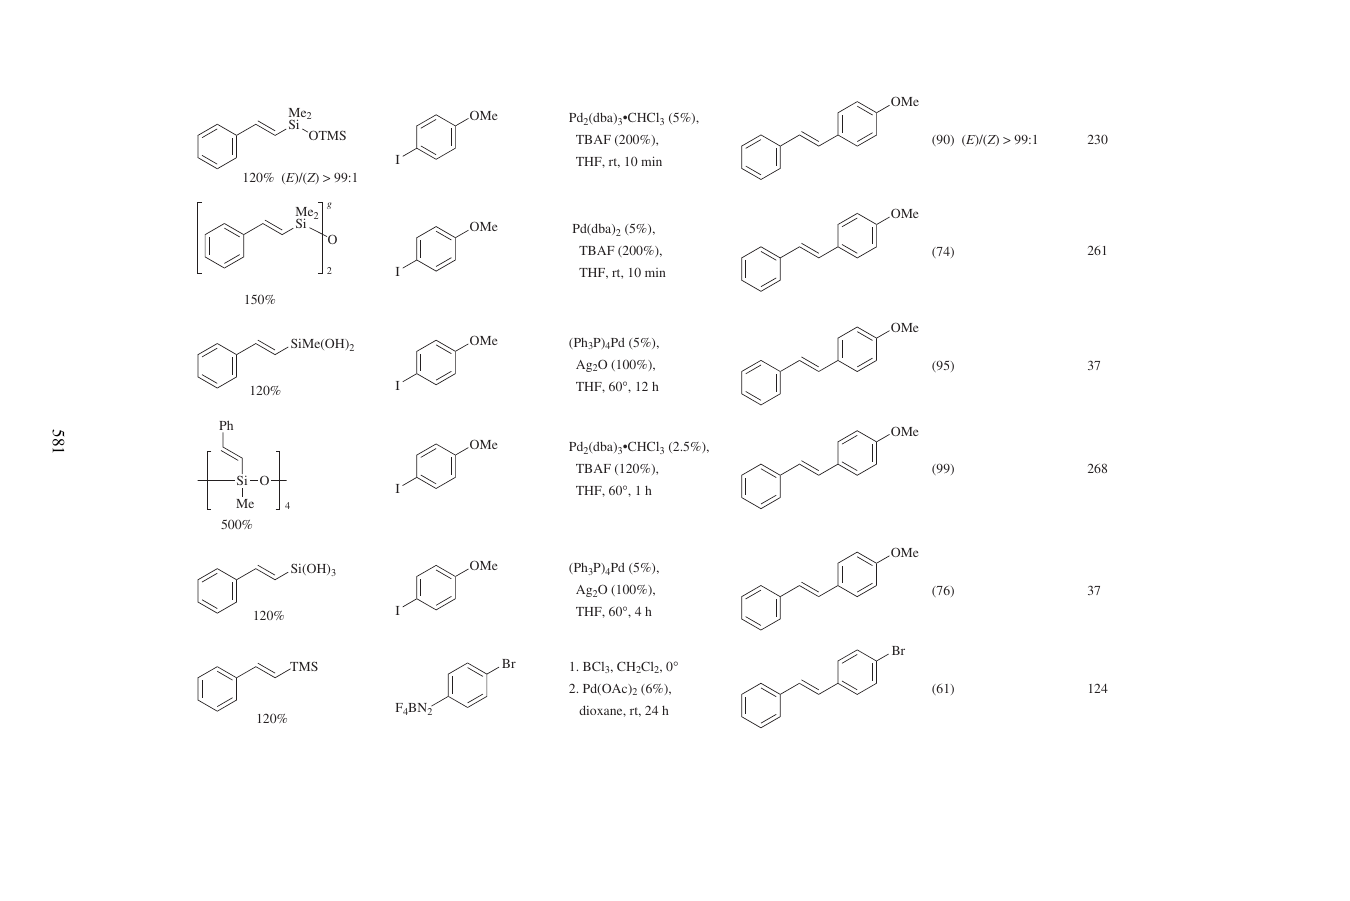 Me2
Si
OTMS
120% (E)/(Z) > 99:1
OMe
I
Pd2(dba)3•CHCl3 (5%),
TBAF (200%),
THF, rt, 10 min
OMe
(90) (E)/(Z) > 99:1
230
Me2
Si
O
g
2
150%
OMe
I
Pd(dba)2 (5%),
TBAF (200%),
THF, rt, 10 min
OMe
(74)
261
SiMe(OH)2
120%
OMe
I
(Ph3P)4Pd (5%),
Ag2O (100%),
THF, 60°, 12 h
OMe
(95)
37
Ph
Si–O
Me
4
500%
OMe
I
Pd2(dba)3•CHCl3 (2.5%),
TBAF (120%),
THF, 60°, 1 h
OMe
(99)
268
Si(OH)3
120%
OMe
I
(Ph3P)4Pd (5%),
Ag2O (100%),
THF, 60°, 4 h
OMe
(76)
37
TMS
120%
Br
F4BN2
1. BCl3, CH2Cl2, 0°
2. Pd(OAc)2 (6%),
dioxane, rt, 24 h
Br
(61)
124
581